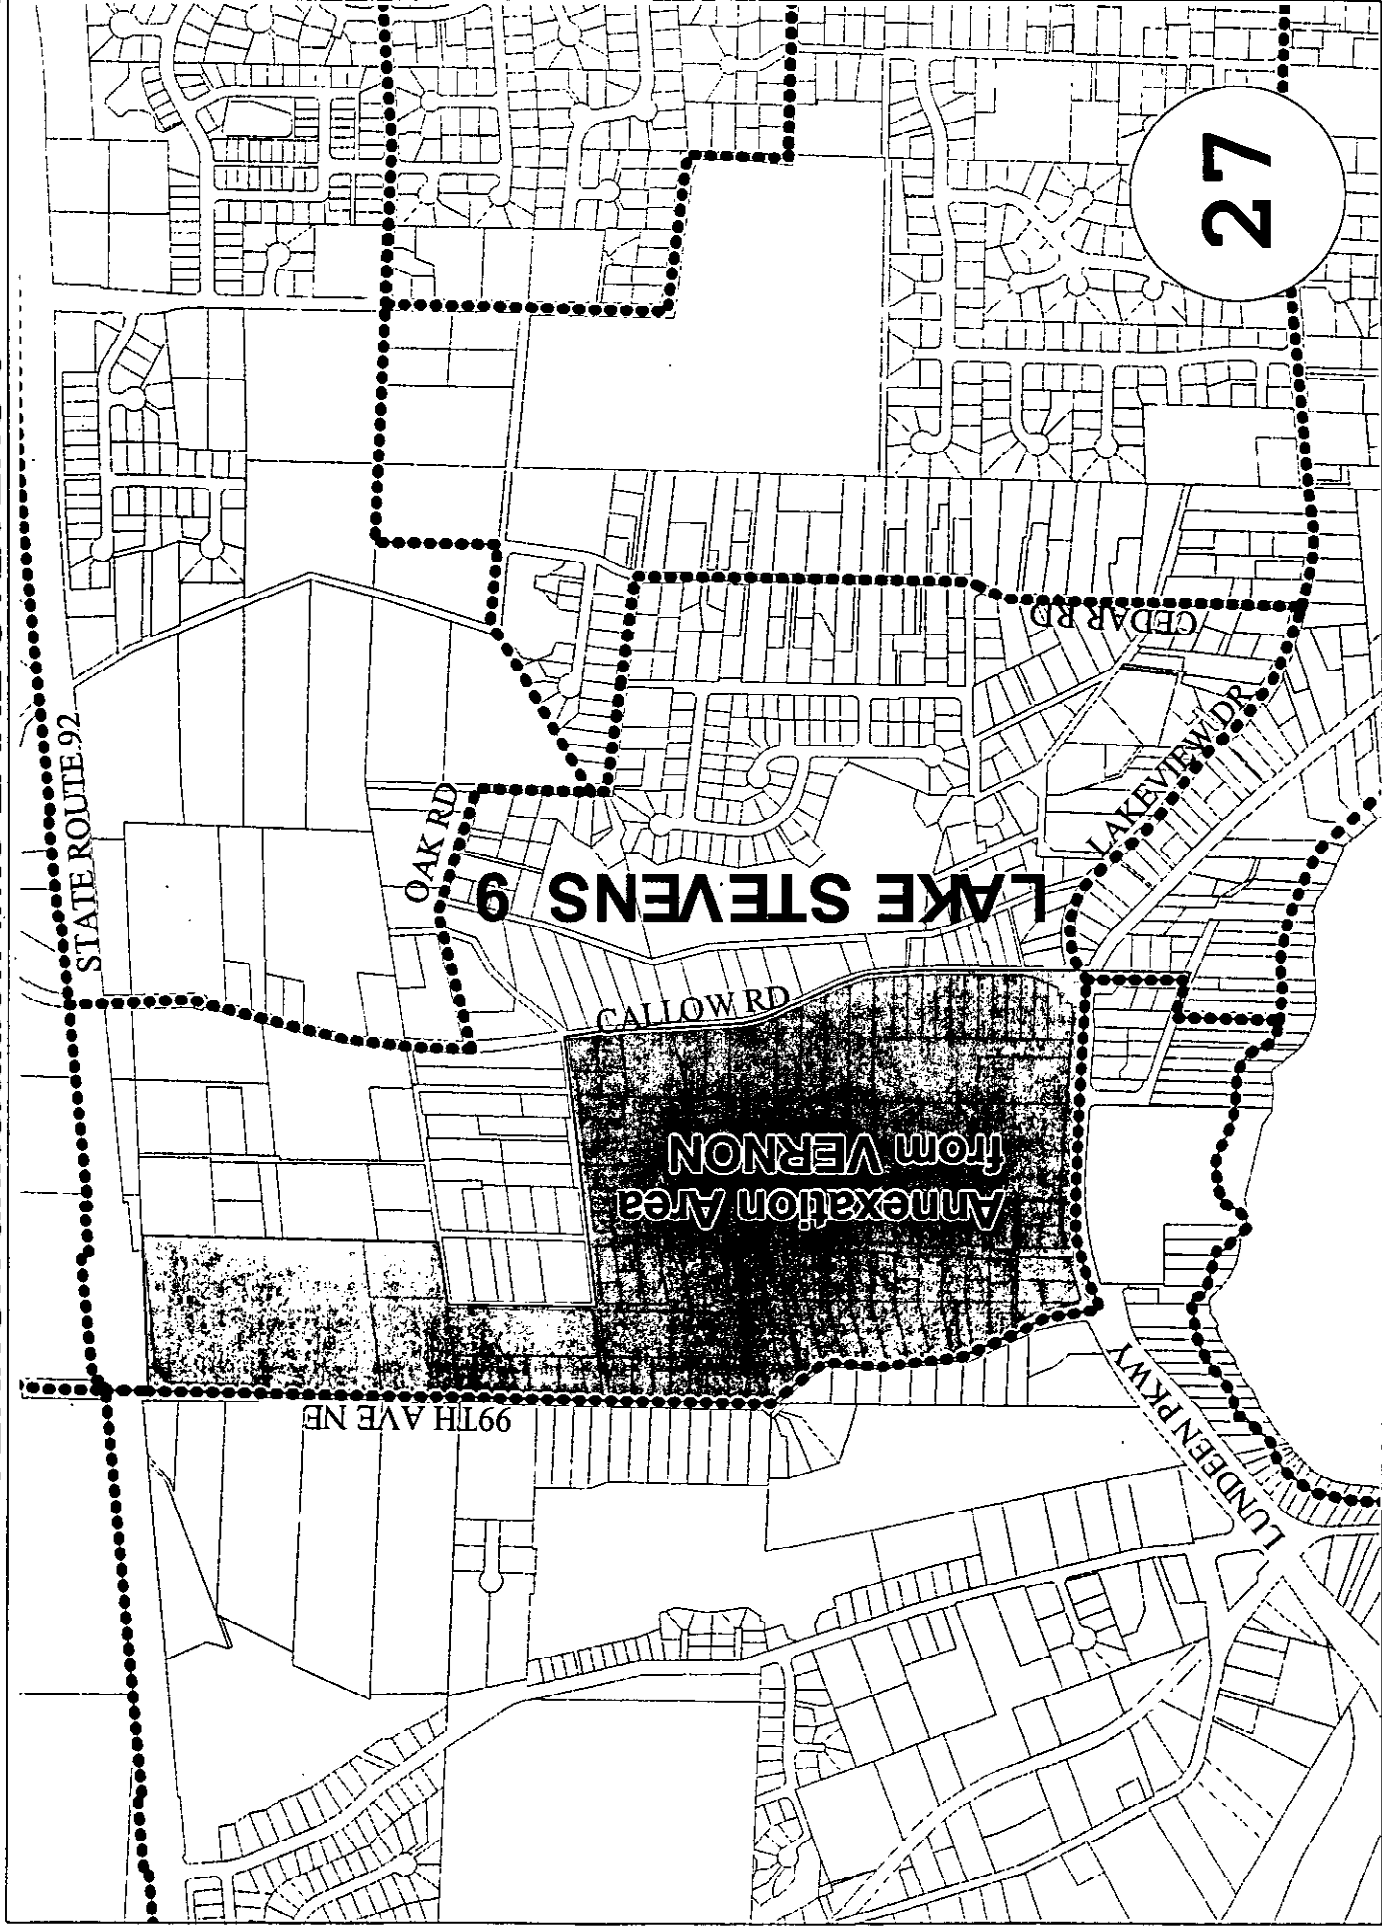 STATE ROUTE 92
OAK RD
LAKE STEVENS 9
CALLOW RD
Annexation Area
from VERNON
99TH AVE NE
LUNDEEN PKWY
LAKEVIEW DR
CEDAR RD
27